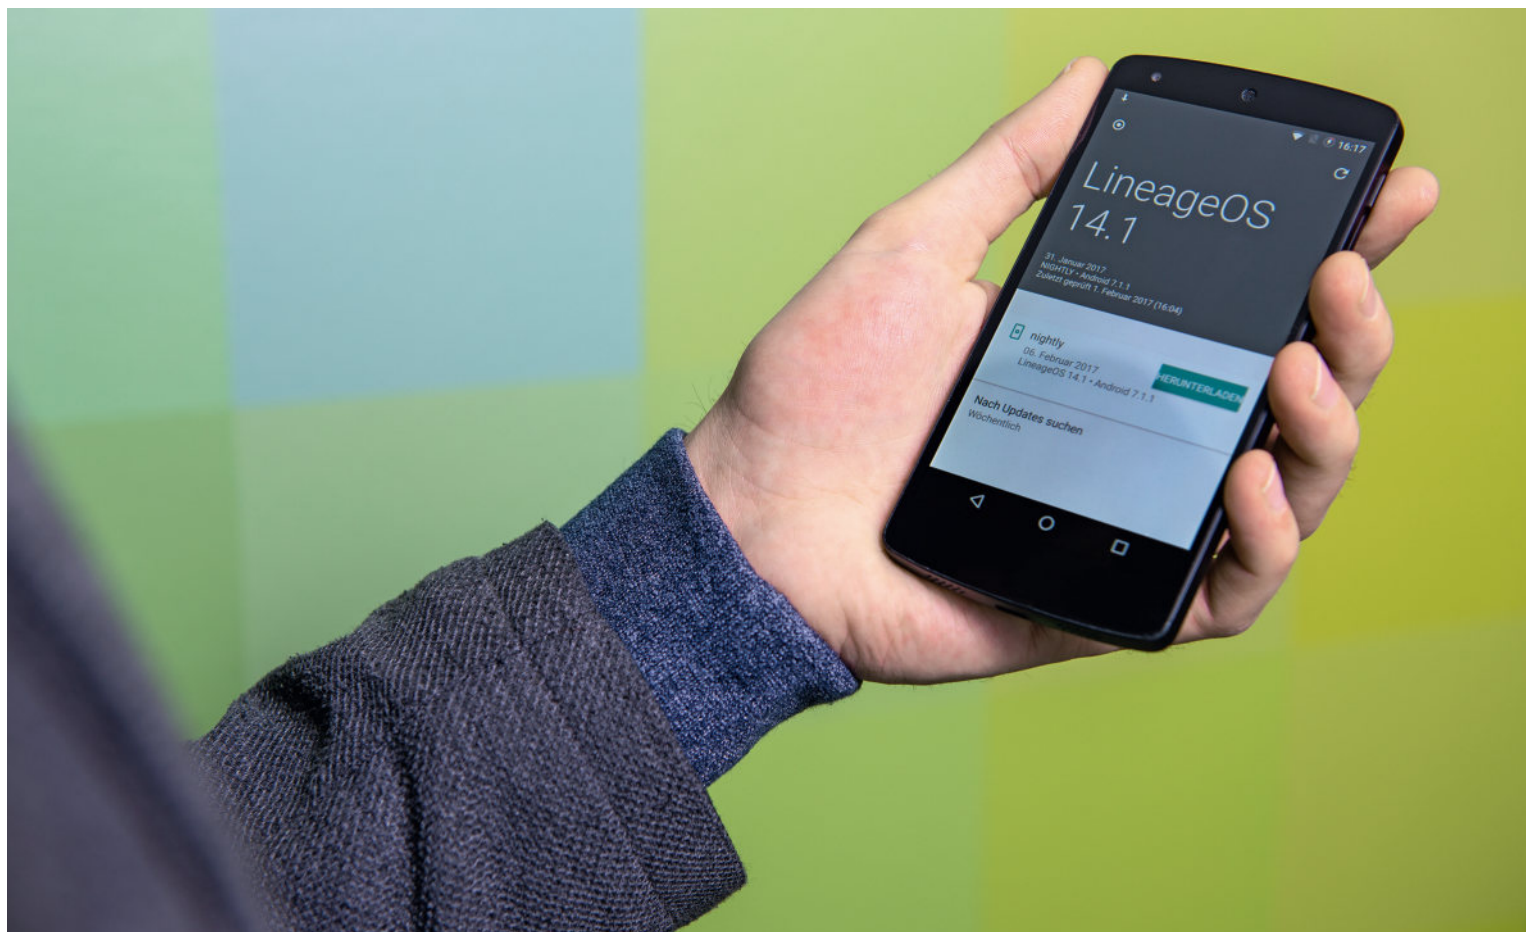 16:17
LineageOS
14.1
31. Januar 2017
NIGHTLY • Android 7.1.1
Zuletzt geprüft 1. Februar 2017 (16:04)
nightly
06. Februar 2017
LineageOS 14.1 • Android 7.1.1
HERUNTERLADEN
Nach Updates suchen
Wöchentlich